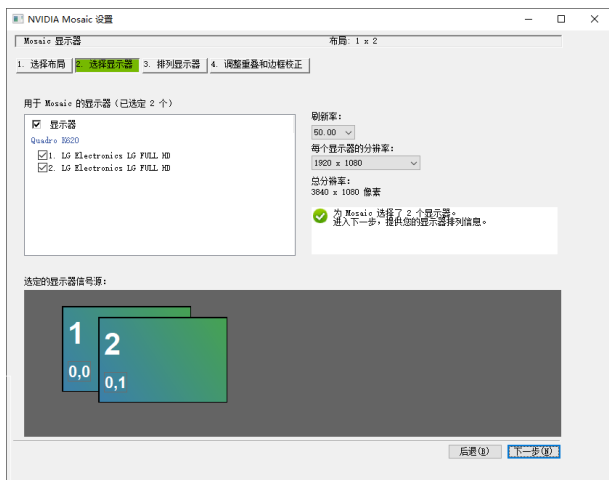 NVIDIA Mosaic 设置
Mosaic 显示器 布局: 1 x 2
1. 选择布局 2. 选择显示器 3. 排列显示器 4. 调整重叠和边框校正
用于 Mosaic 的显示器 (已选定 2 个)
显示器
Quadro K620
1. LG Electronics LG FULL HD
2. LG Electronics LG FULL HD
刷新率:
50.00
每个显示器的分辨率:
1920 x 1080
总分辨率:
3840 x 1080 像素
为 Mosaic 选择了 2 个显示器。
进入下一步, 提供您的显示器排列信息。
选定的显示器信号源:
1
0,0
2
0,1
后退(B) 下一步(N)